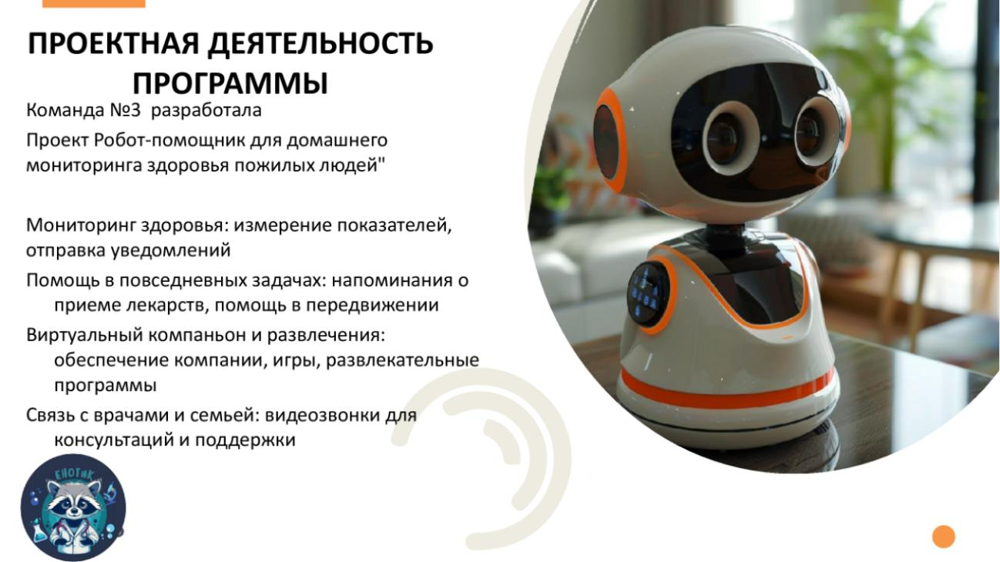 ПРОЕКТНАЯ ДЕЯТЕЛЬНОСТЬ
ПРОГРАММЫ
Команда №3  разработала
Проект Робот-помощник для домашнего
мониторинга здоровья пожилых людей"
Мониторинг здоровья: измерение показателей,
отправка уведомлений
Помощь в повседневных задачах: напоминания о
приеме лекарств, помощь в передвижении
Виртуальный компаньон и развлечения:
обеспечение компании, игры, развлекательные
программы
Связь с врачами и семьей: видеозвонки для
консультаций и поддержки
ЕНОТиК